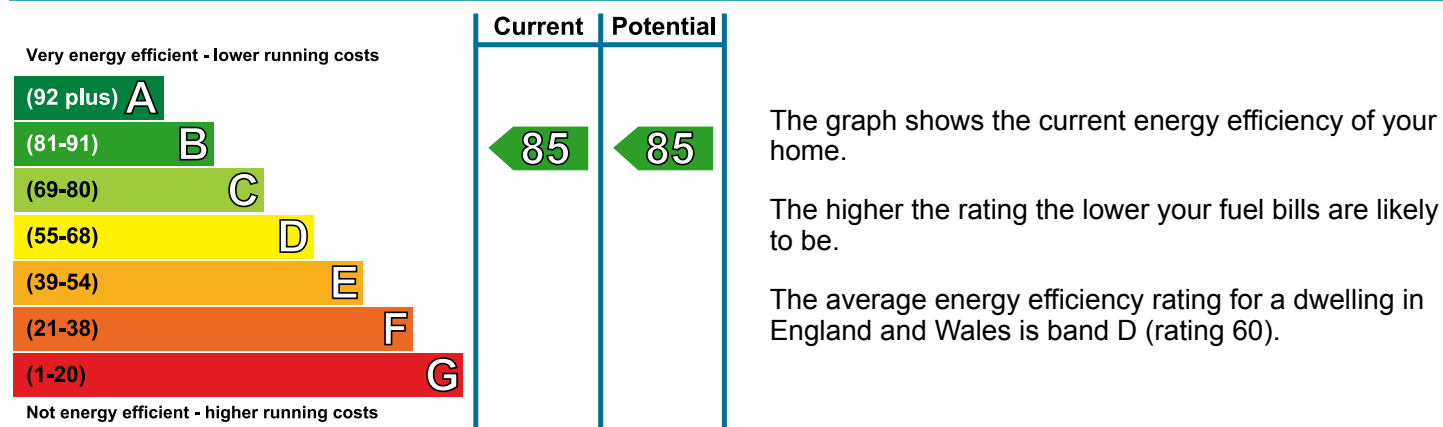 Current Potential
Very energy efficient - lower running costs
(92 plus) A
(81-91) B
(69-80) C
(55-68) D
(39-54) E
(21-38) F
(1-20) G
Not energy efficient - higher running costs
85 85
The graph shows the current energy efficiency of your
home.
The higher the rating the lower your fuel bills are likely
to be.
The average energy efficiency rating for a dwelling in
England and Wales is band D (rating 60).